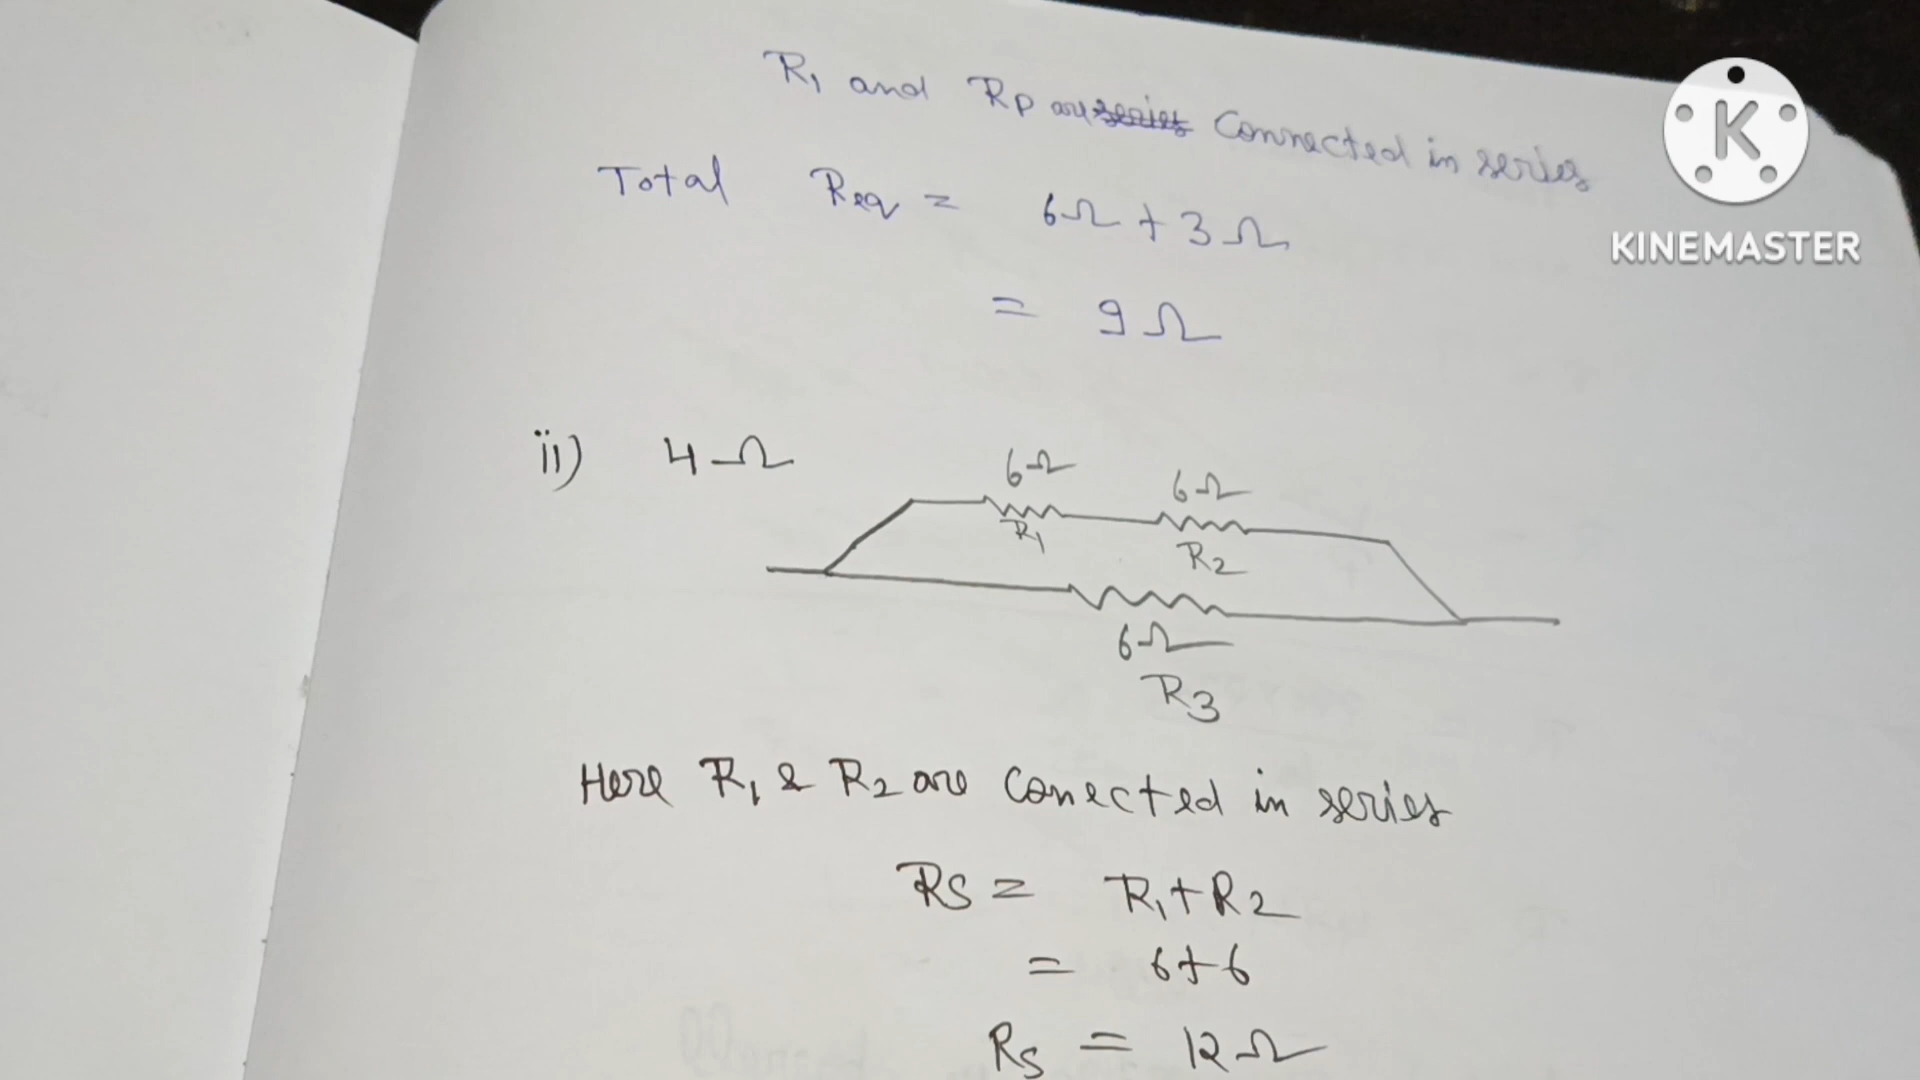 R₁ and Rp are series Connected in series
K
KINEMASTER
Total Req = 6Ω + 3Ω
= 9Ω
ii) 4Ω
6Ω 6Ω
R₁ R₂
6Ω
R3
Here R₁ & R₂ are conected in series
RS = R₁+R2
= 6+6
Rs = 12Ω